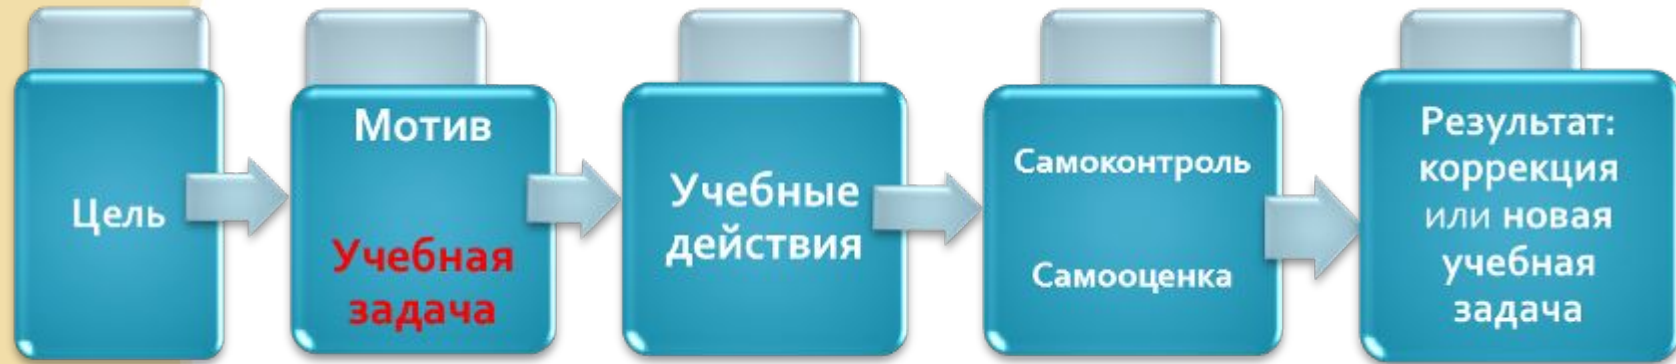 Цель
Мотив
Учебная
задача
Учебные
действия
Самоконтроль
Самооценка
Результат:
коррекция
или новая
учебная
задача